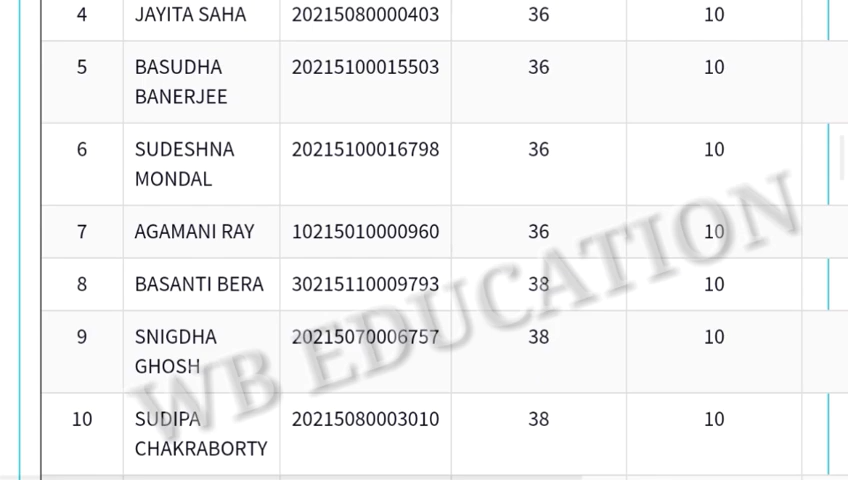 4 JAYITA SAHA 20215080000403 36 10
5 BASUDHA 20215100015503 36 10
BANERJEE
6 SUDESHNA 20215100016798 36 10
MONDAL
7 AGAMANI RAY 10215010000960 36 10
8 BASANTI BERA 30215110009793 38 10
9 SNIGDHA 20215070006757 38 10
GHOSH
10 SUDIPA 20215080003010 38 10
CHAKRABORTY
WB EDUCATION